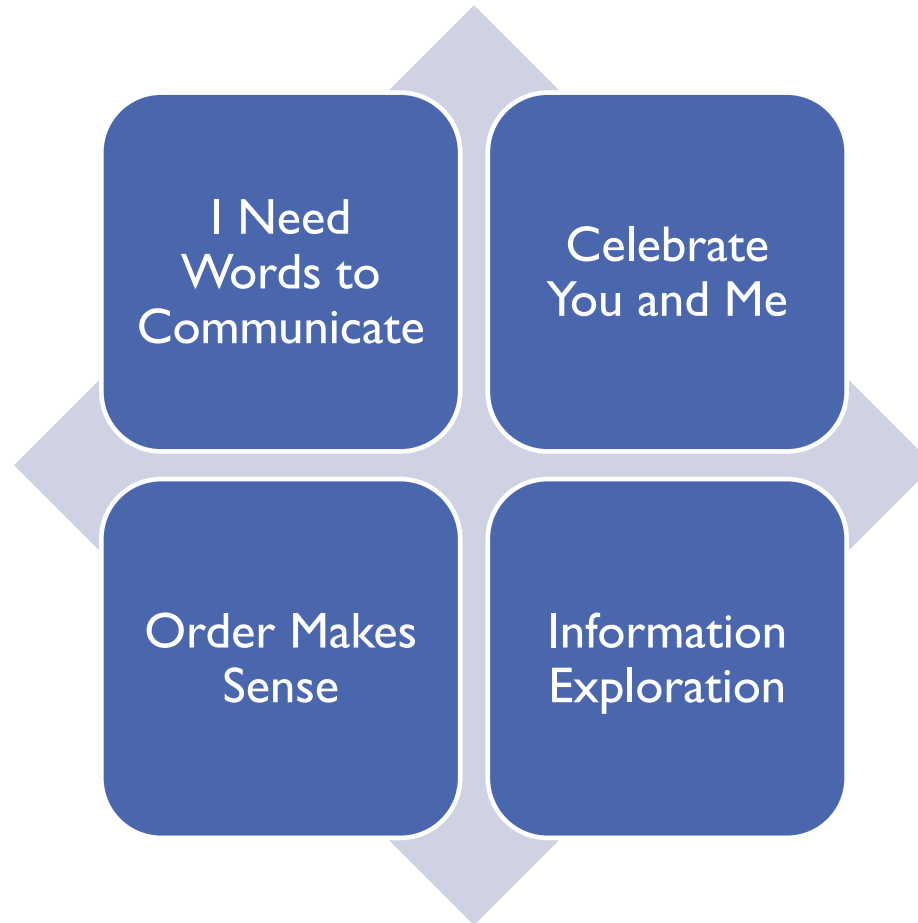 I Need
Words to
Communicate
Celebrate
You and Me
Order Makes
Sense
Information
Exploration